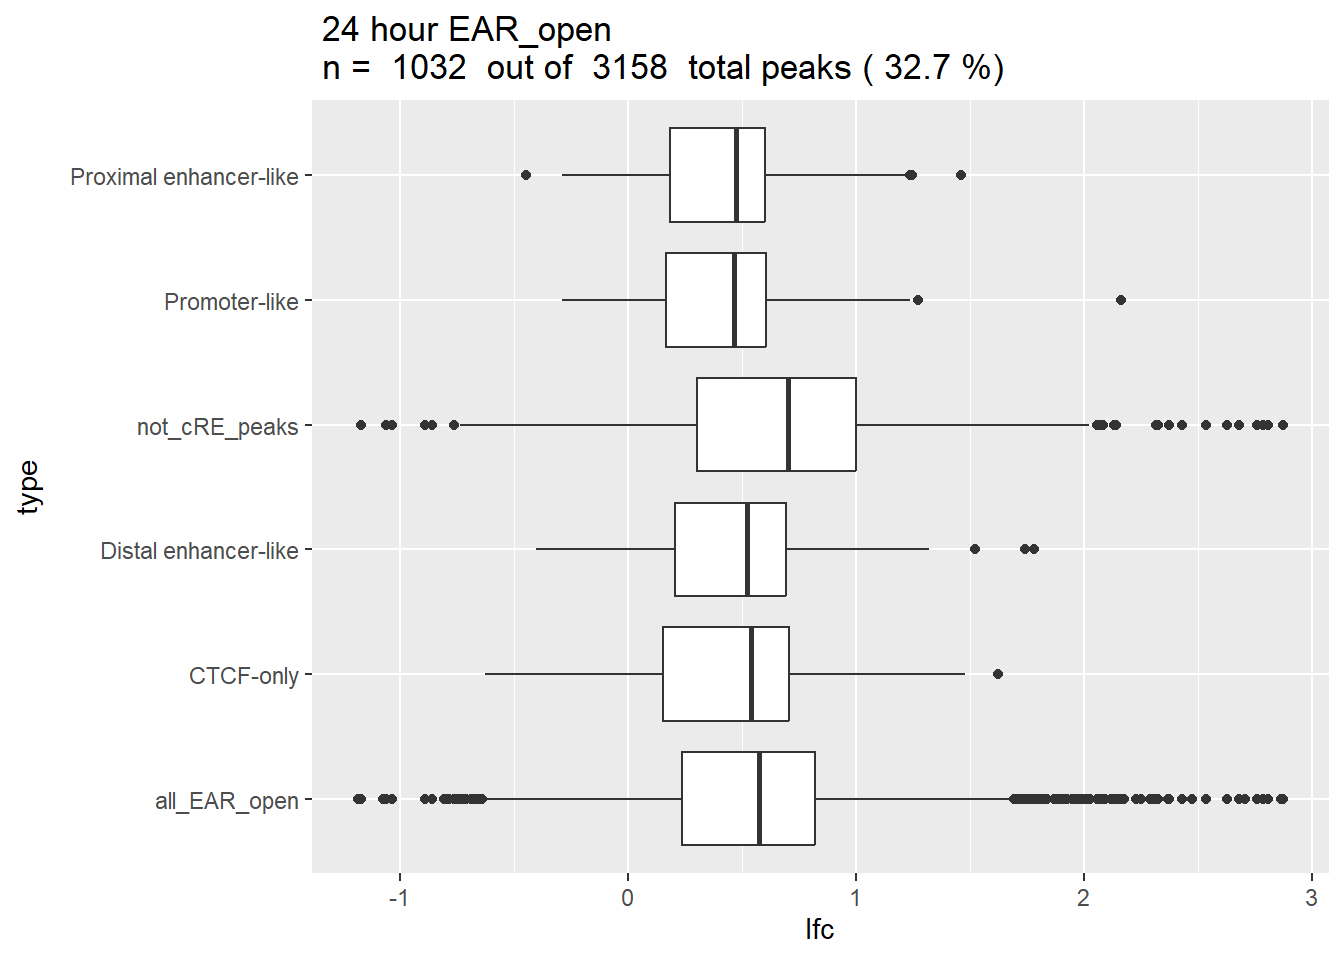 24 hour EAR_open
n =  1032  out of  3158  total peaks ( 32.7 %)
Proximal enhancer-like
Promoter-like
not_cRE_peaks
Distal enhancer-like
CTCF-only
all_EAR_open
type
-1
0
1
2
3
lfc